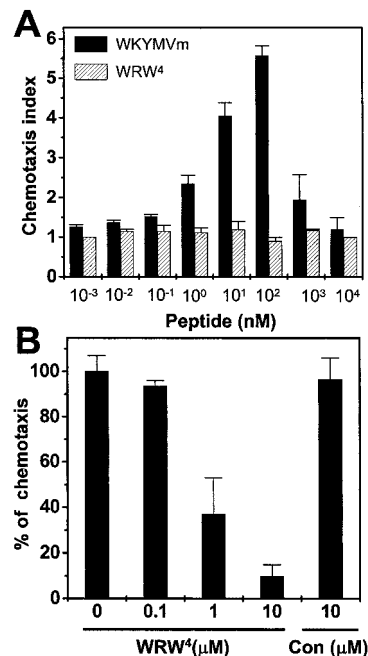 A
WKYMVm
WRW⁴
Chemotaxis index
6
5
4
3
2
1
0
10⁻³ 10⁻² 10⁻¹ 10⁰ 10¹ 10² 10³ 10⁴
Peptide (nM)
B
% of chemotaxis
100
80
60
40
20
0
0 0.1 1 10 10
WRW⁴(μM) Con (μM)